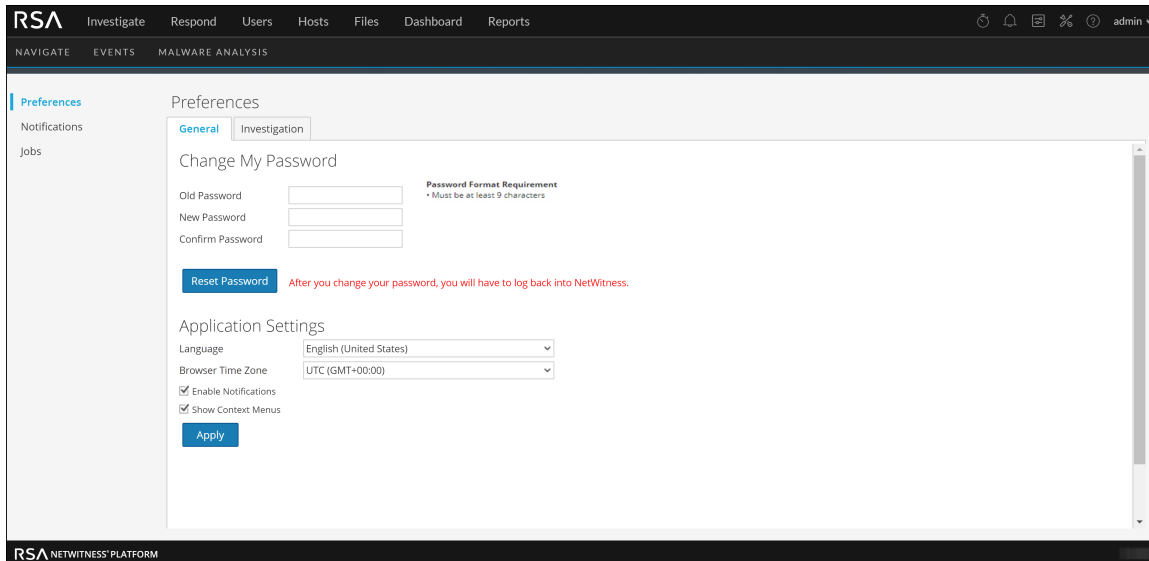 RSA Investigate Respond Users Hosts Files Dashboard Reports admin
NAVIGATE EVENTS MALWARE ANALYSIS
Preferences
Notifications
Jobs
Preferences
General Investigation
Change My Password
Old Password
New Password
Confirm Password
Password Format Requirement
• Must be at least 9 characters
Reset Password After you change your password, you will have to log back into NetWitness.
Application Settings
Language English (United States)
Browser Time Zone UTC (GMT+00:00)
Enable Notifications
Show Context Menus
Apply
RSA NETWITNESS® PLATFORM